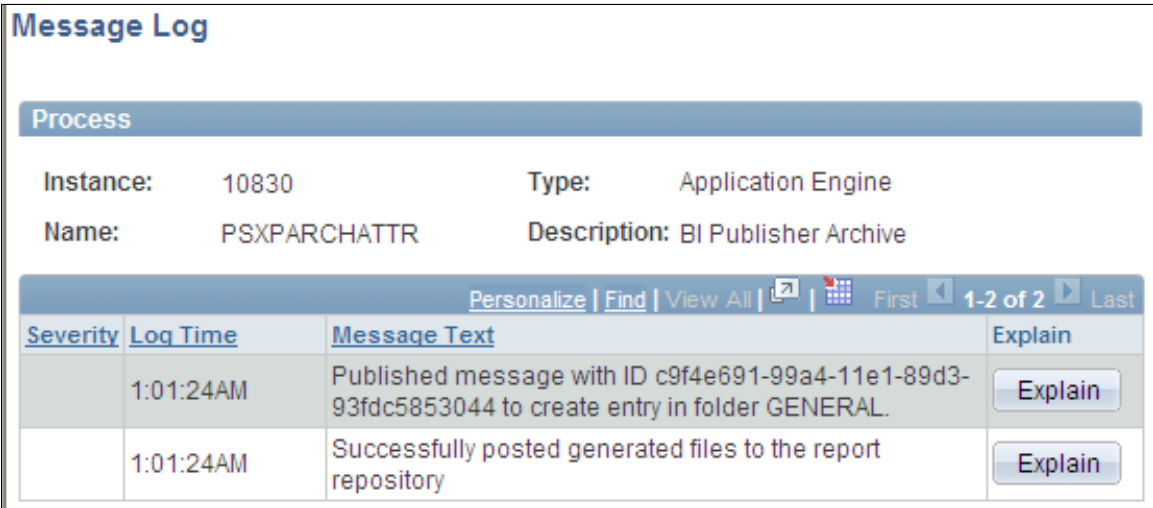 Message Log
Process
Instance: 10830 Type: Application Engine
Name: PSXPARCHATTR Description: BI Publisher Archive
Personalize | Find | View All | | First 1-2 of 2 Last
Severity Log Time Message Text Explain
1:01:24AM Published message with ID c9f4e691-99a4-11e1-89d3-
93fdc5853044 to create entry in folder GENERAL. Explain
1:01:24AM Successfully posted generated files to the report
repository Explain